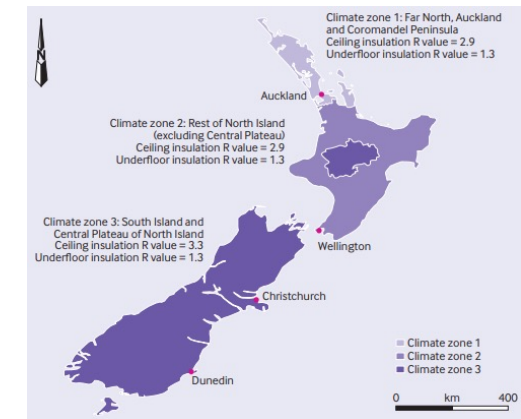 Climate zone 1: Far North, Auckland
and Coromandel Peninsula
Ceiling insulation R value = 2.9
Underfloor insulation R value = 1.3
Auckland
Climate zone 2: Rest of North Island
(excluding Central Plateau)
Ceiling insulation R value = 2.9
Underfloor insulation R value = 1.3
Climate zone 3: South Island and
Central Plateau of North Island
Ceiling insulation R value = 3.3
Underfloor insulation R value = 1.3
Wellington
Christchurch
Dunedin
Climate zone 1
Climate zone 2
Climate zone 3
0 km 400